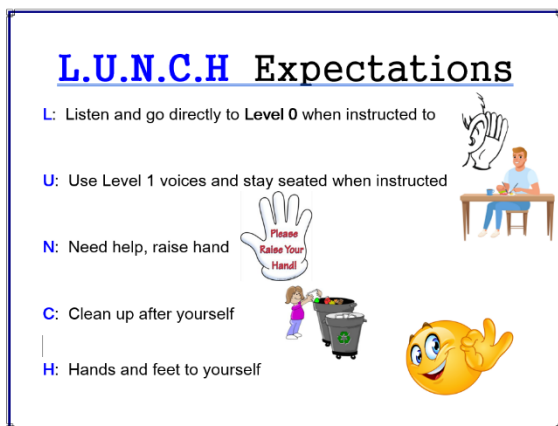 L.U.N.C.H Expectations
L: Listen and go directly to Level 0 when instructed to
U: Use Level 1 voices and stay seated when instructed
Please
Raise Your
Hand!
N: Need help, raise hand
C: Clean up after yourself
H: Hands and feet to yourself